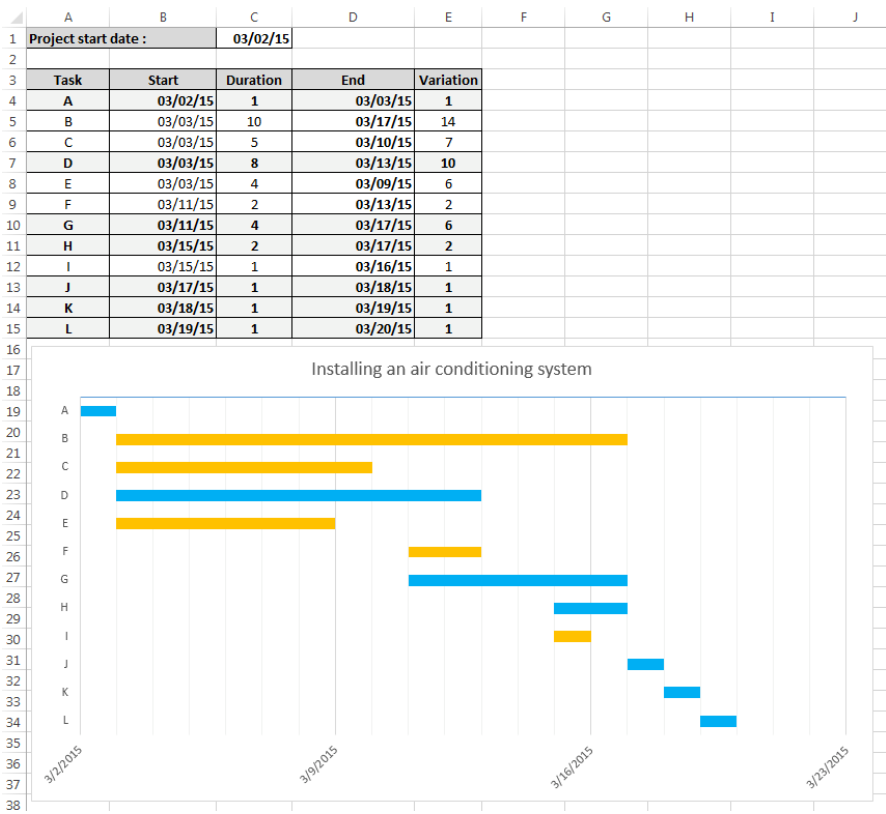 A B C D E F G H I J
1 Project start date : 03/02/15
2
3 Task Start Duration End Variation
4 A 03/02/15 1 03/03/15 1
5 B 03/03/15 10 03/17/15 14
6 C 03/03/15 5 03/10/15 7
7 D 03/03/15 8 03/13/15 10
8 E 03/03/15 4 03/09/15 6
9 F 03/11/15 2 03/13/15 2
10 G 03/11/15 4 03/17/15 6
11 H 03/15/15 2 03/17/15 2
12 I 03/15/15 1 03/16/15 1
13 J 03/17/15 1 03/18/15 1
14 K 03/18/15 1 03/19/15 1
15 L 03/19/15 1 03/20/15 1
16
17 Installing an air conditioning system
18
19 A
20 B
21
22 C
23 D
24 E
25
26 F
27 G
28 H
29
30 I
31 J
32 K
33
34 L
35
36 3/2/2015 3/9/2015 3/16/2015 3/23/2015
37
38